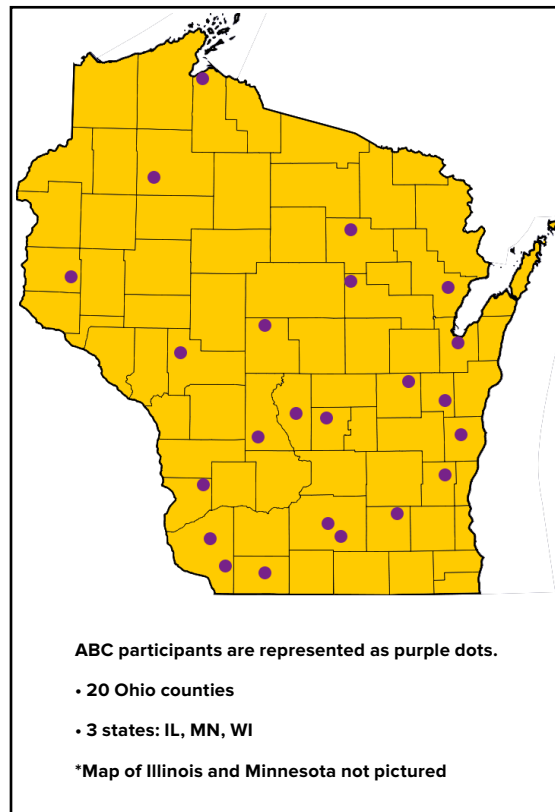 ABC participants are represented as purple dots.
• 20 Ohio counties
• 3 states: IL, MN, WI
*Map of Illinois and Minnesota not pictured